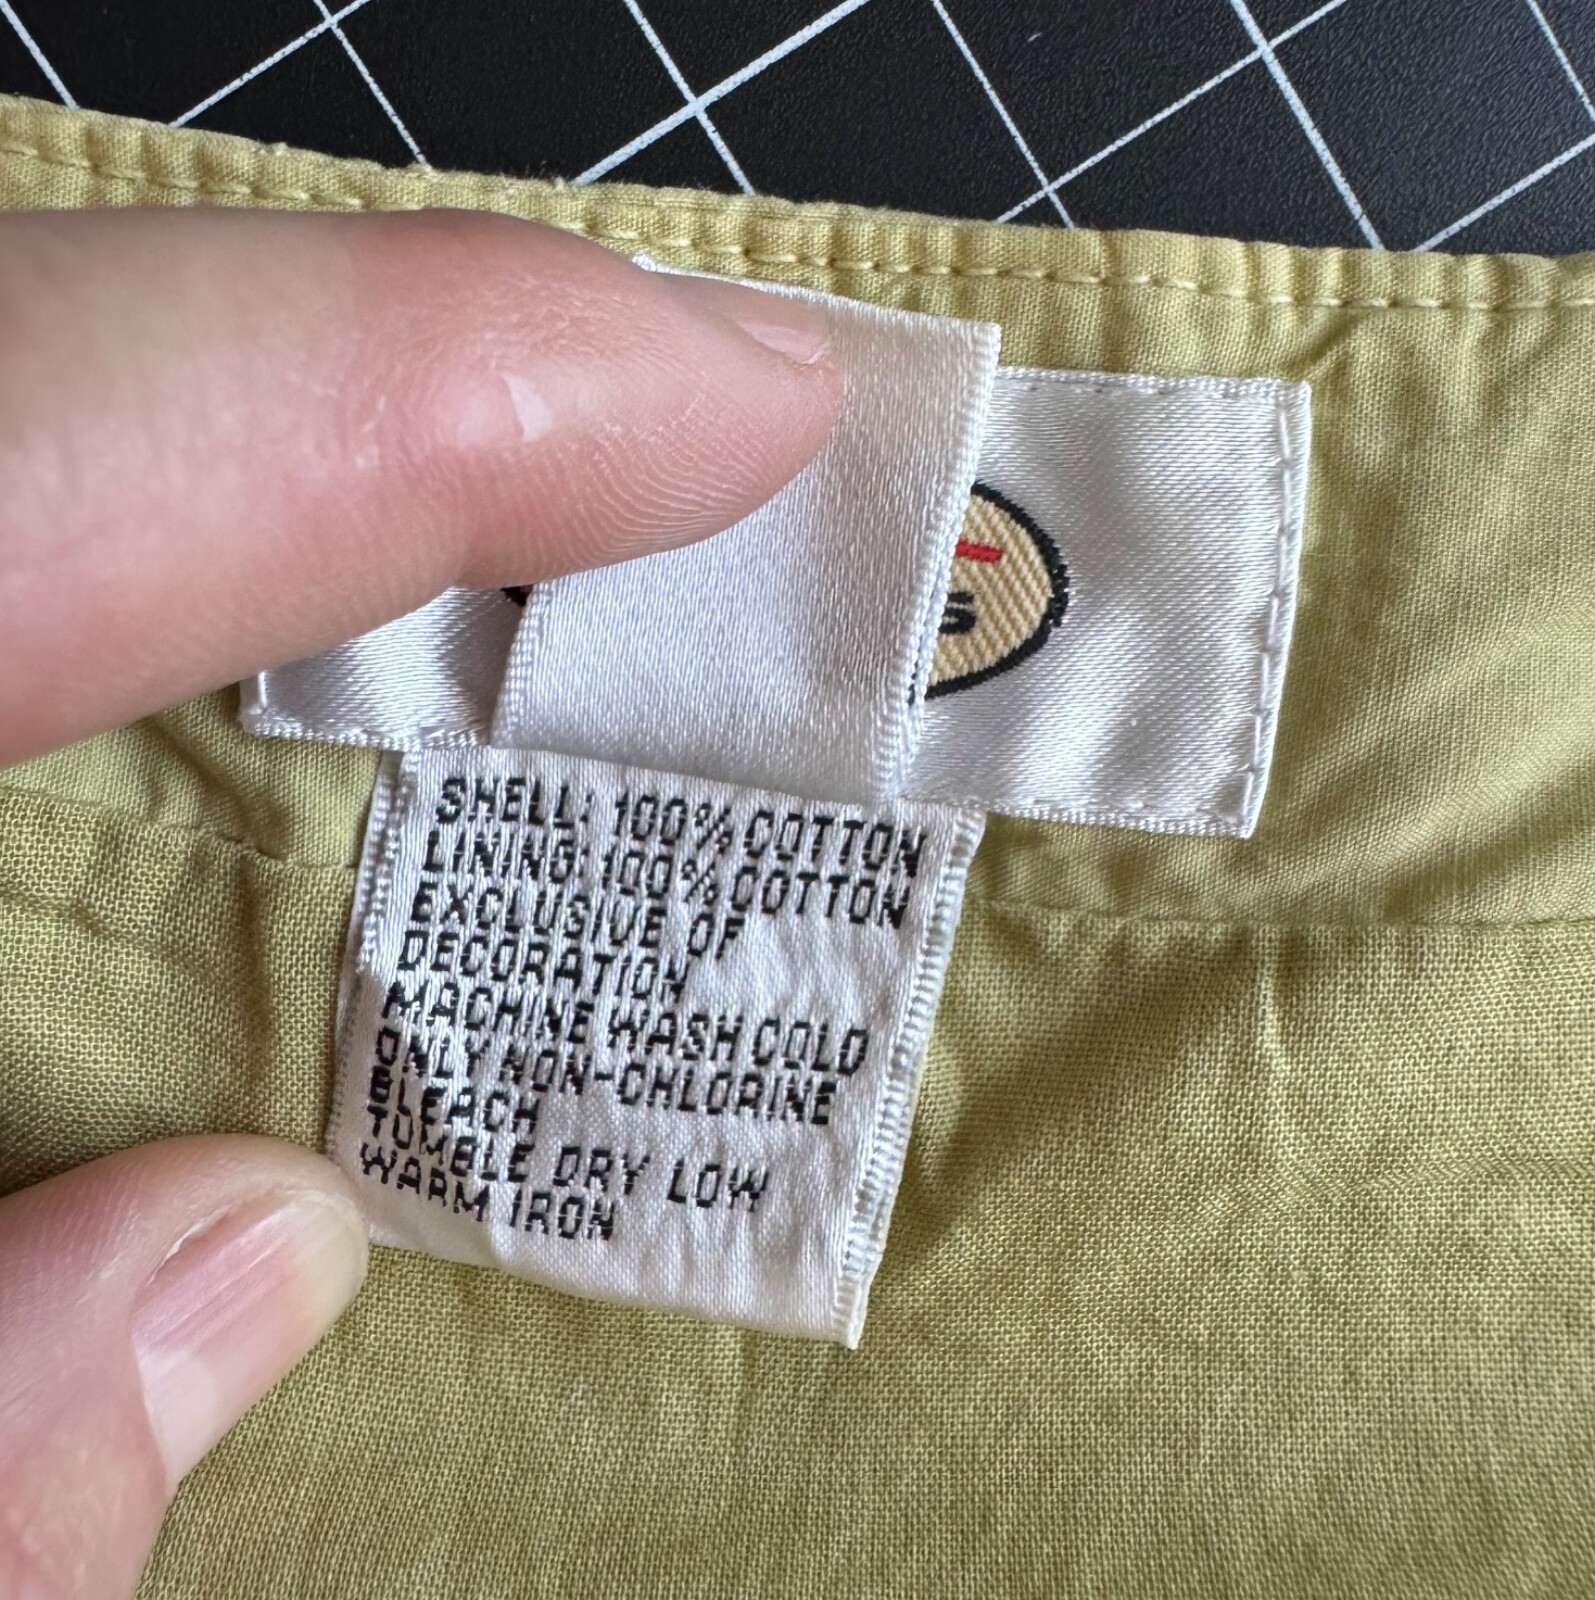 SHELL: 100% COTTON
LINING: 100% COTTON
EXCLUSIVE OF
DECORATION
MACHINE WASH COLD
ONLY NON-CHLORINE
BLEACH
TUMBLE DRY LOW
WARM IRON